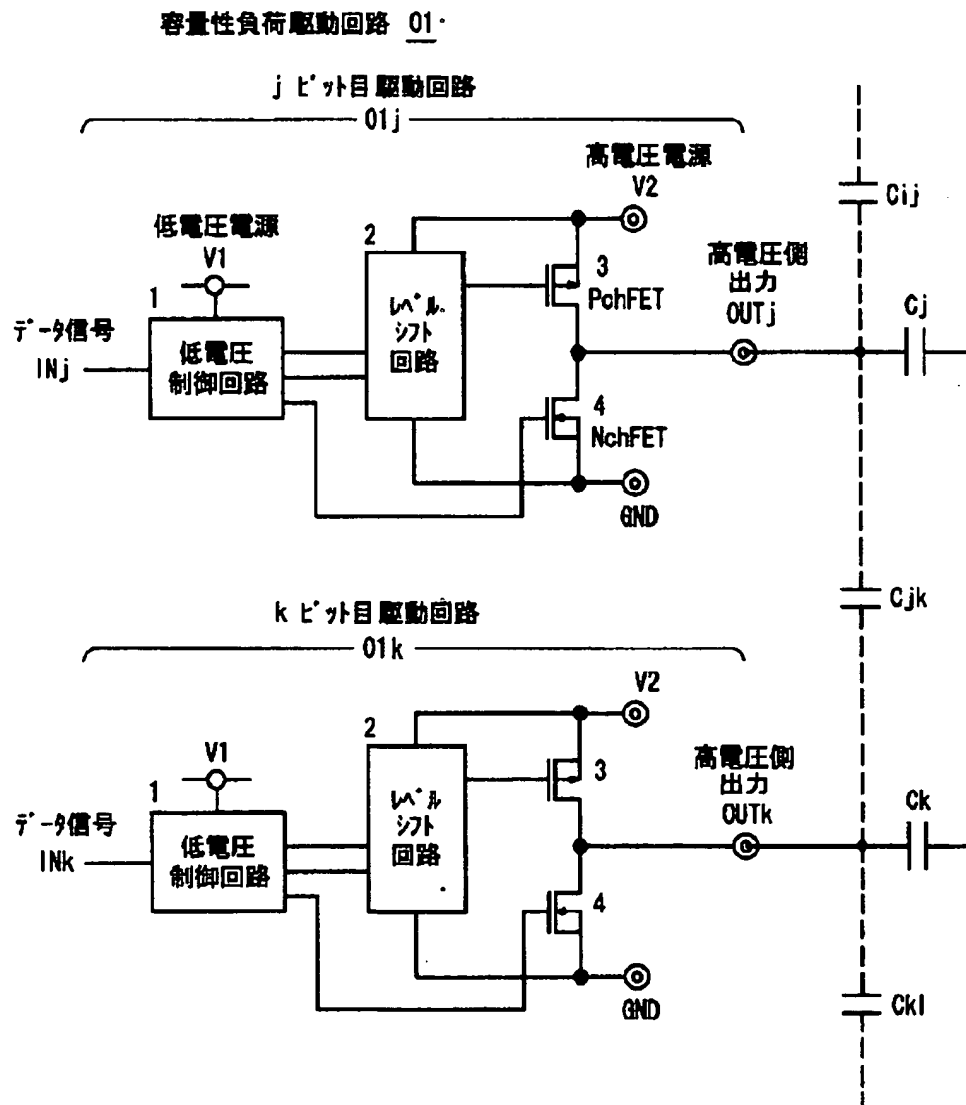 容量性負荷駆動回路 01
j ビット目駆動回路
01j
高電圧電源
V2
Cij
低電圧電源
V1
2
1
レベル
シフト
回路
3
PchFET
高電圧側
出力
OUTj
Cj
データ信号
INj
低電圧
制御回路
4
NchFET
GND
Cjk
k ビット目駆動回路
01k
V2
2
V1
1
レベル
シフト
回路
3
高電圧側
出力
OUTk
Ck
データ信号
INk
低電圧
制御回路
4
GND
Ckl